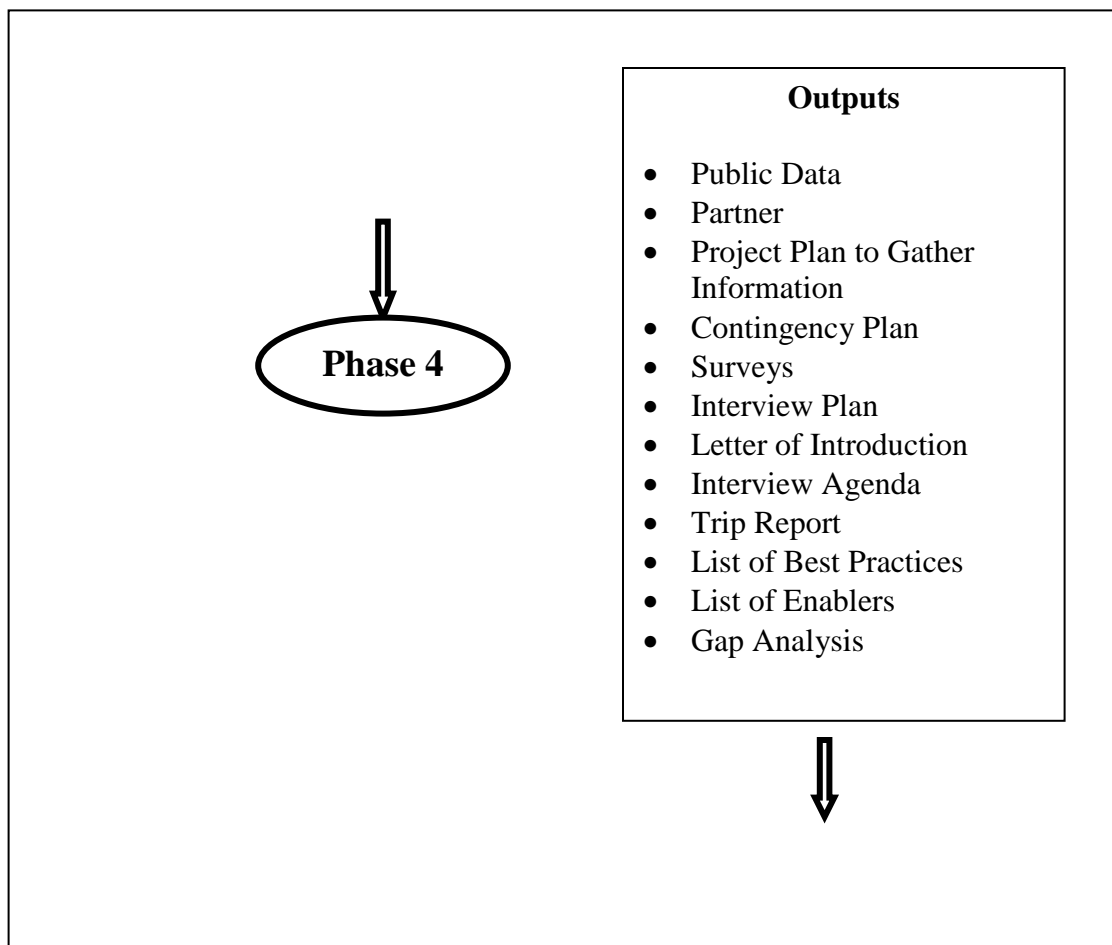 Outputs
• Public Data
• Partner
• Project Plan to Gather
Information
• Contingency Plan
Phase 4
• Surveys
• Interview Plan
• Letter of Introduction
• Interview Agenda
• Trip Report
• List of Best Practices
• List of Enablers
• Gap Analysis